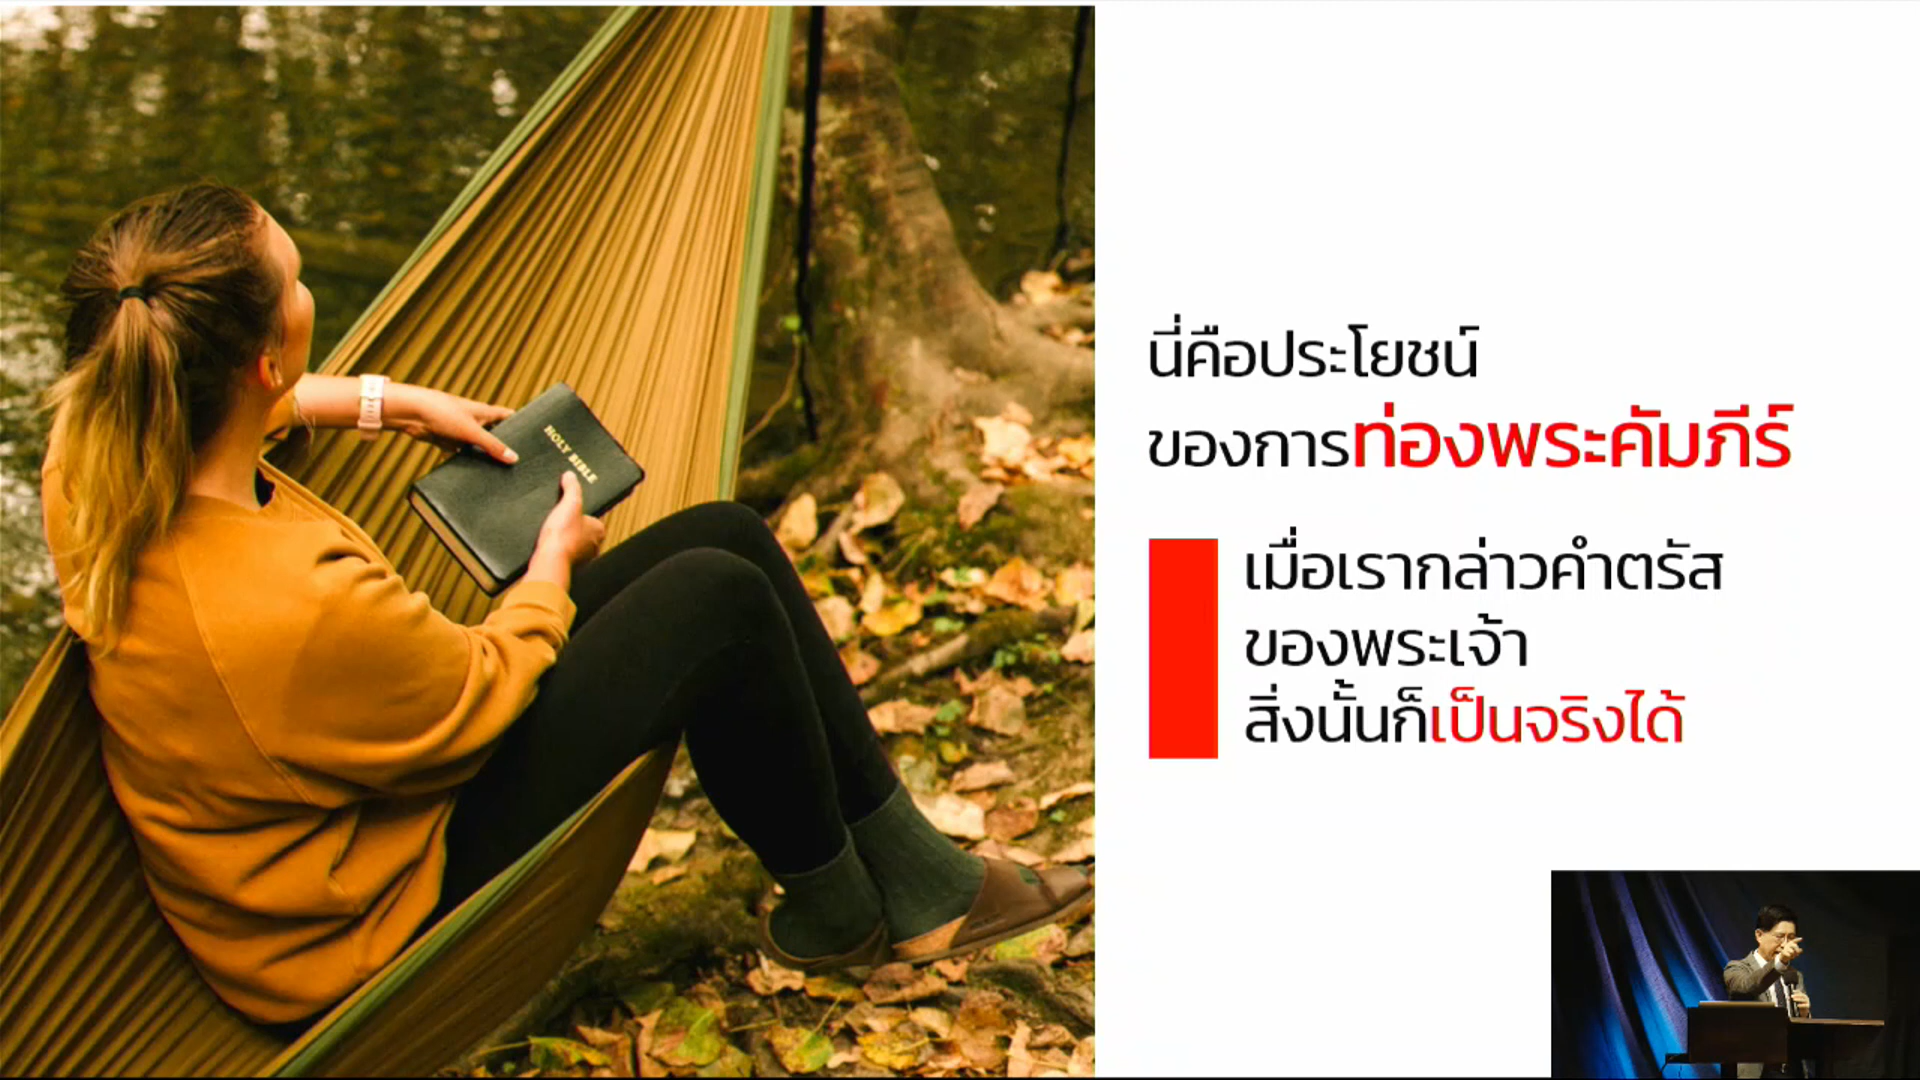 HOLY BIBLE
นี่คือประโยชน์
ของการท่องพระคัมภีร์
เมื่อเรากล่าวคำตรัส
ของพระเจ้า
สิ่งนั้นก็เป็นจริงได้